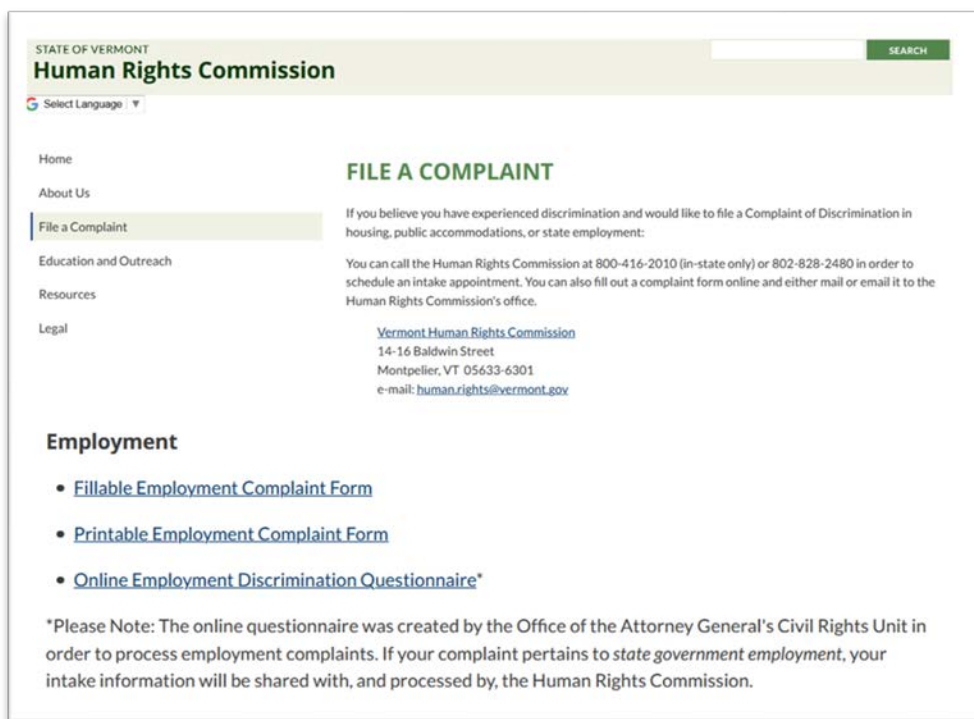 STATE OF VERMONT
Human Rights Commission
SEARCH
Select Language ▼
Home
About Us
File a Complaint
Education and Outreach
Resources
Legal
FILE A COMPLAINT
If you believe you have experienced discrimination and would like to file a Complaint of Discrimination in
housing, public accommodations, or state employment:
You can call the Human Rights Commission at 800-416-2010 (in-state only) or 802-828-2480 in order to
schedule an intake appointment. You can also fill out a complaint form online and either mail or email it to the
Human Rights Commission's office.
Vermont Human Rights Commission
14-16 Baldwin Street
Montpelier, VT 05633-6301
e-mail: human.rights@vermont.gov
Employment
• Fillable Employment Complaint Form
• Printable Employment Complaint Form
• Online Employment Discrimination Questionnaire*
*Please Note: The online questionnaire was created by the Office of the Attorney General's Civil Rights Unit in
order to process employment complaints. If your complaint pertains to state government employment, your
intake information will be shared with, and processed by, the Human Rights Commission.